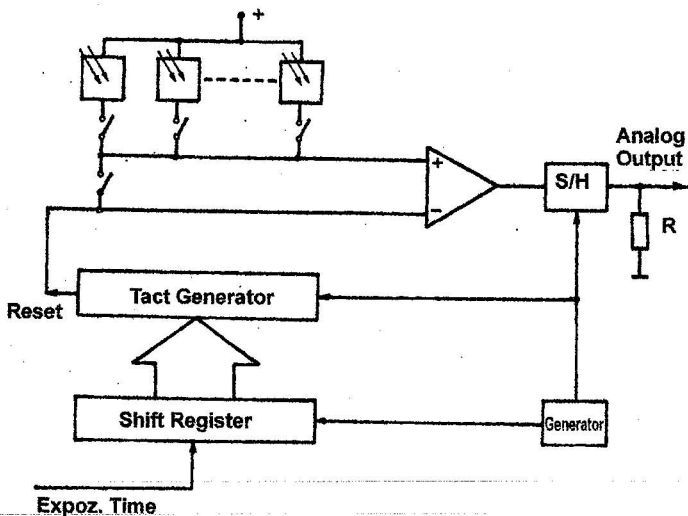 +
Analog
Output
+
S/H
−
R
Tact Generator
Reset
Shift Register
Generator
Expoz. Time